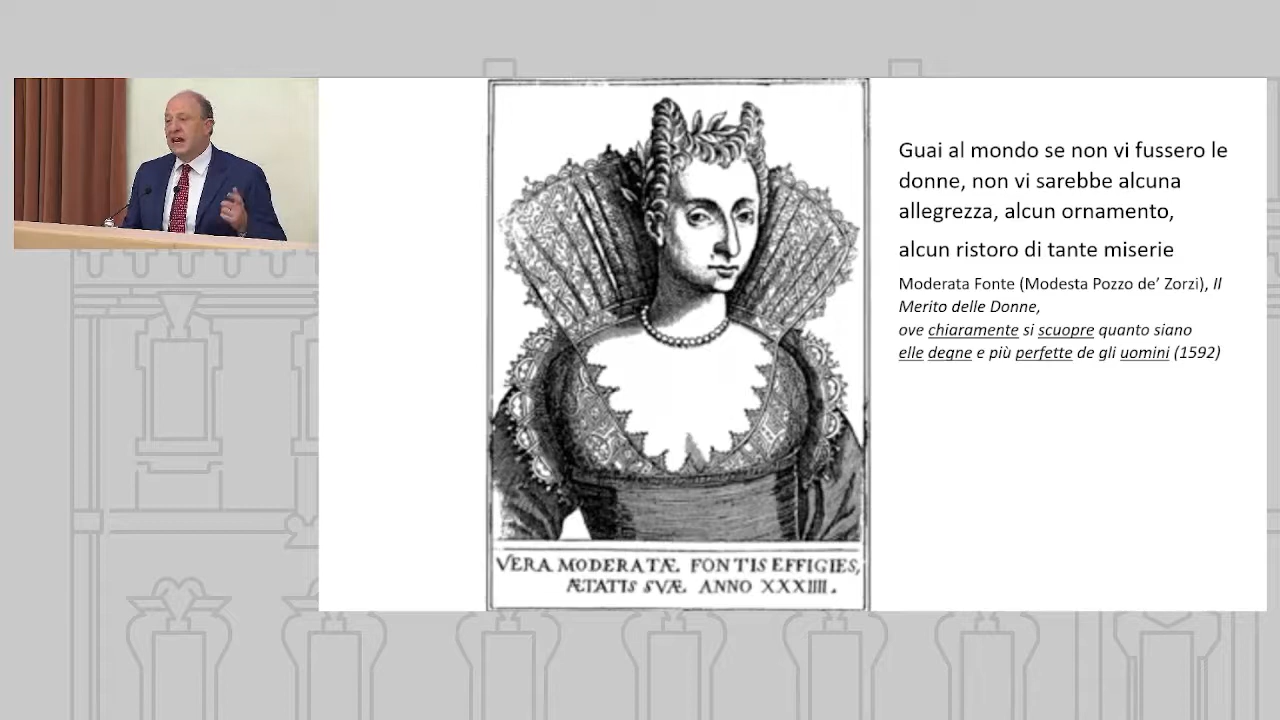 Guai al mondo se non vi fussero le
donne, non vi sarebbe alcuna
allegrezza, alcun ornamento,
alcun ristoro di tante miserie
Moderata Fonte (Modesta Pozzo de’ Zorzi), Il
Merito delle Donne,
ove chiaramente si scuopre quanto siano
elle degne e più perfette de gli uomini (1592)
VERA MODERATÆ FONTIS EFFIGIES,
ÆTATIS SVÆ ANNO XXXIIII.